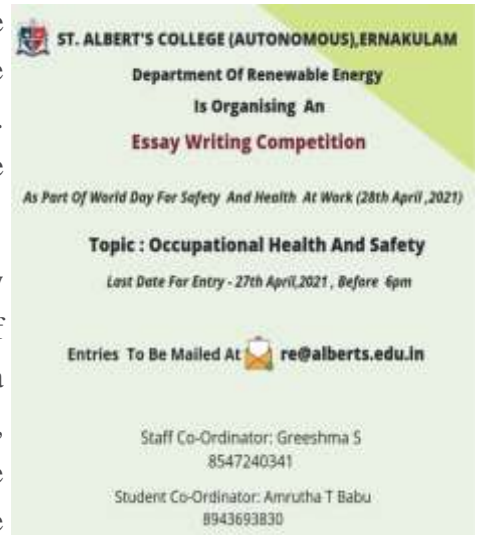 ST. ALBERT'S COLLEGE (AUTONOMOUS),ERNAKULAM
Department Of Renewable Energy
Is Organising An
Essay Writing Competition
As Part Of World Day For Safety And Health At Work (28th April ,2021)
Topic : Occupational Health And Safety
Last Date For Entry - 27th April,2021 , Before 6pm
Entries To Be Mailed At re@alberts.edu.in
Staff Co-Ordinator: Greeshma S
8547240341
Student Co-Ordinator: Amrutha T Babu
8943693830